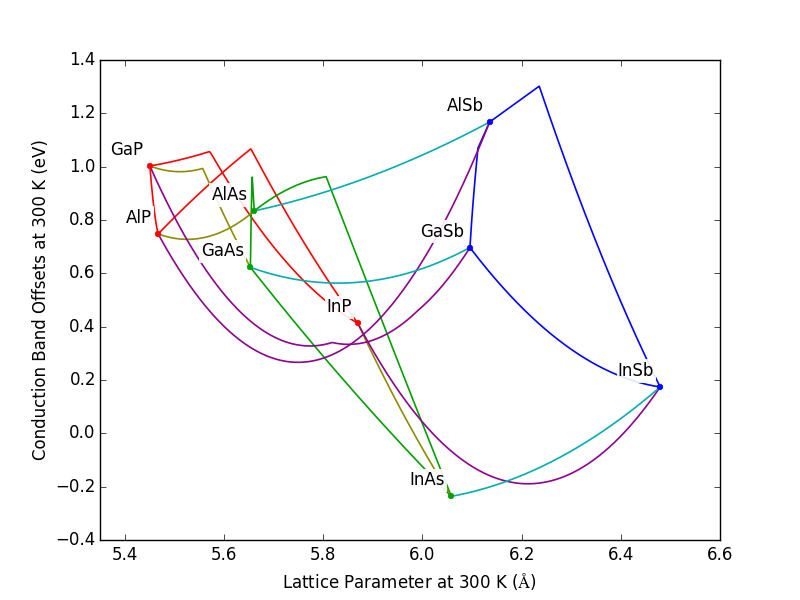 1.4
1.2
1.0
0.8
0.6
0.4
0.2
0.0
−0.2
−0.4
Conduction Band Offsets at 300 K (eV)
AlSb
GaP
AlAs
AlP
GaSb
GaAs
InP
InSb
InAs
5.4 5.6 5.8 6.0 6.2 6.4 6.6
Lattice Parameter at 300 K (Å)